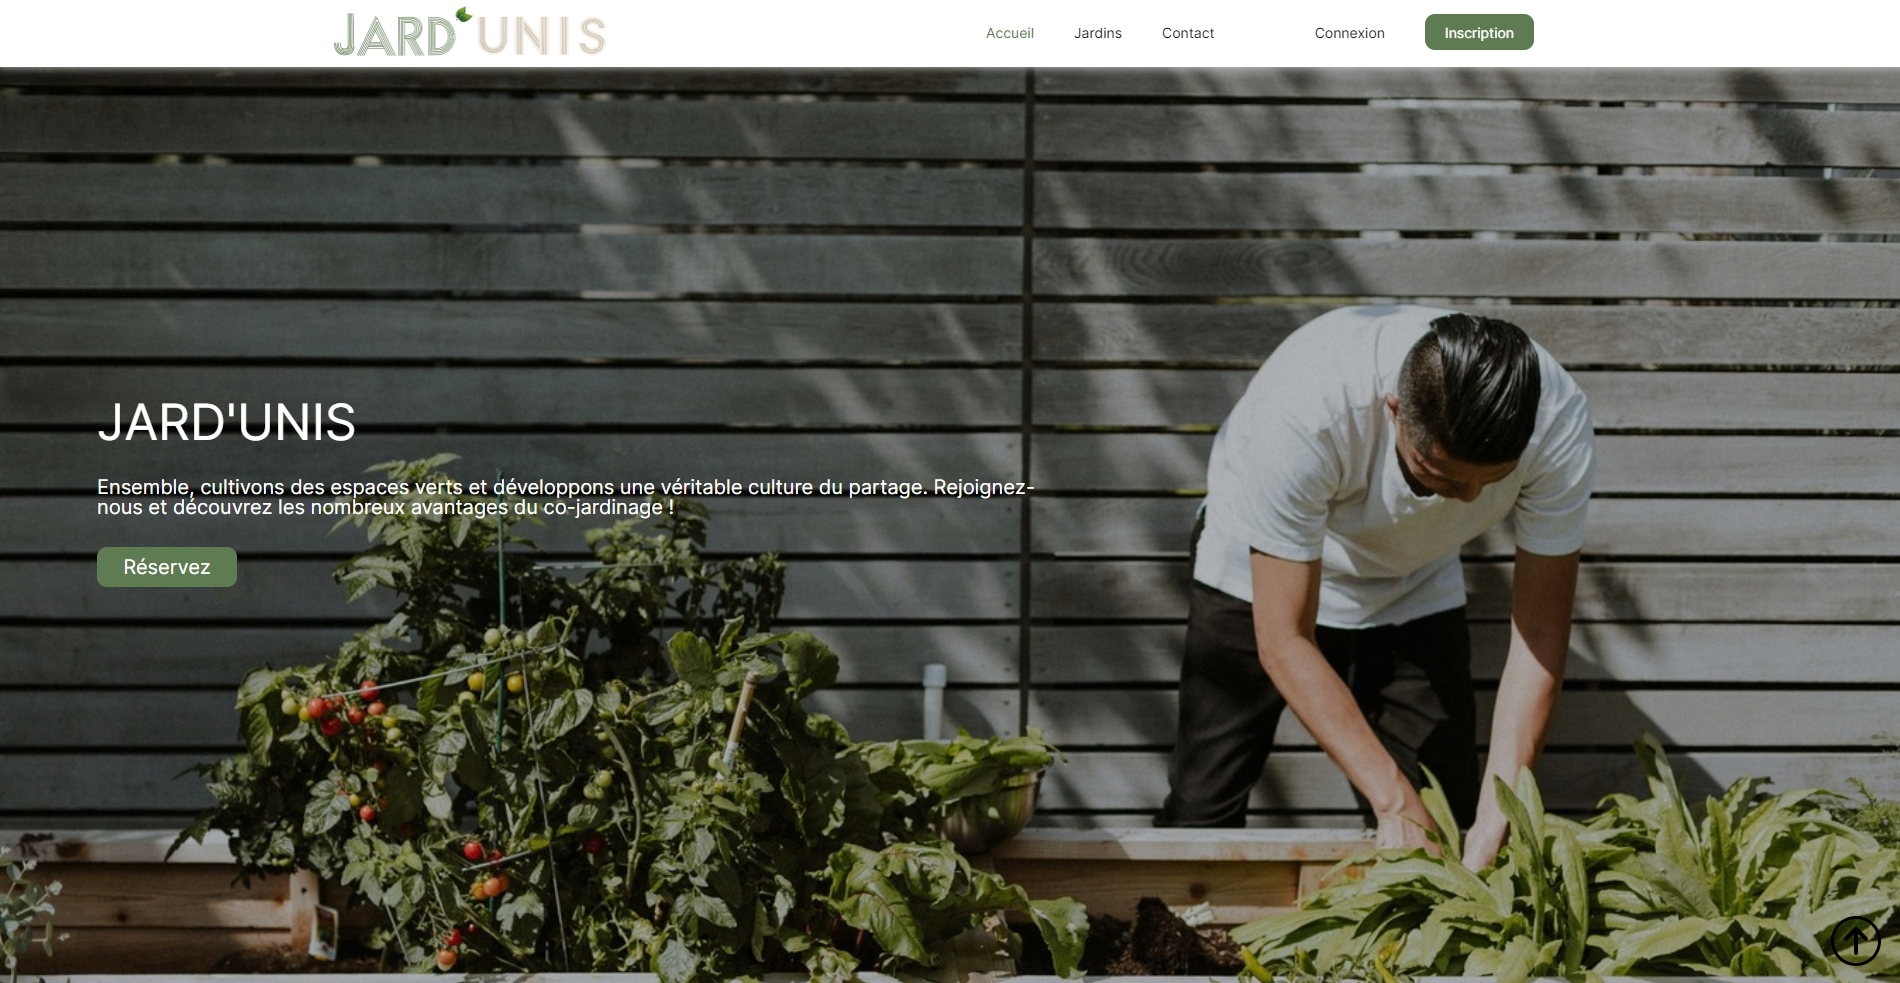 JARD'UNIS
Accueil
Jardins
Contact
Connexion
Inscription
JARD'UNIS
Ensemble, cultivons des espaces verts et développons une véritable culture du partage. Rejoignez-
nous et découvrez les nombreux avantages du co-jardinage !
Réservez